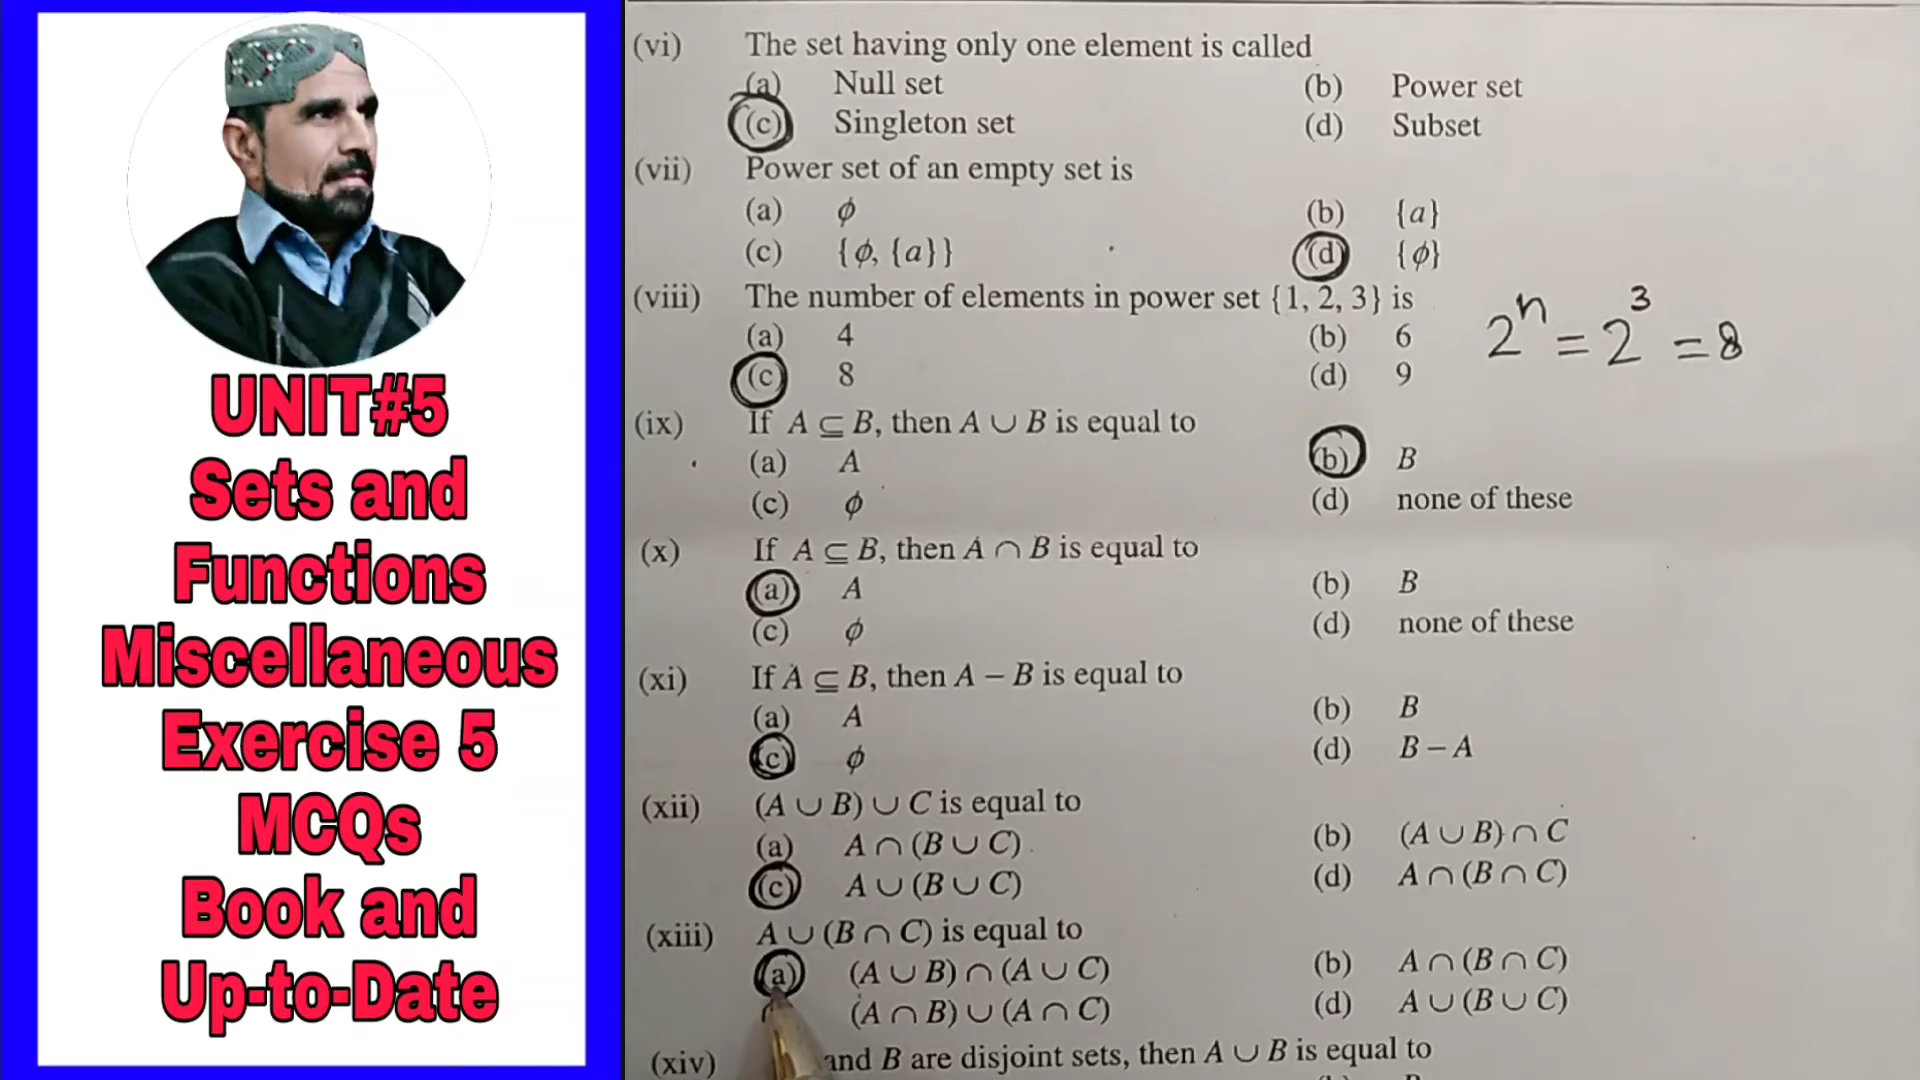 UNIT#5
Sets and
Functions
Miscellaneous
Exercise 5
MCQs
Book and
Up-to-Date
(vi) The set having only one element is called
(a) Null set (b) Power set
(c) Singleton set (d) Subset
(vii) Power set of an empty set is
(a) ϕ (b) {a}
(c) {ϕ, {a}} (d) {ϕ}
(viii) The number of elements in power set {1, 2, 3} is
(a) 4 (b) 6
(c) 8 (d) 9
2ⁿ = 2³ = 8
(ix) If A ⊆ B, then A ∪ B is equal to
(a) A (b) B
(c) ϕ (d) none of these
(x) If A ⊆ B, then A ∩ B is equal to
(a) A (b) B
(c) ϕ (d) none of these
(xi) If A ⊆ B, then A – B is equal to
(a) A (b) B
(c) ϕ (d) B – A
(xii) (A ∪ B) ∪ C is equal to
(a) A ∩ (B ∪ C) (b) (A ∪ B) ∩ C
(c) A ∪ (B ∪ C) (d) A ∩ (B ∩ C)
(xiii) A ∪ (B ∩ C) is equal to
(a) (A ∪ B) ∩ (A ∪ C) (b) A ∩ (B ∩ C)
(A ∩ B) ∪ (A ∩ C) (d) A ∪ (B ∪ C)
(xiv) and B are disjoint sets, then A ∪ B is equal to